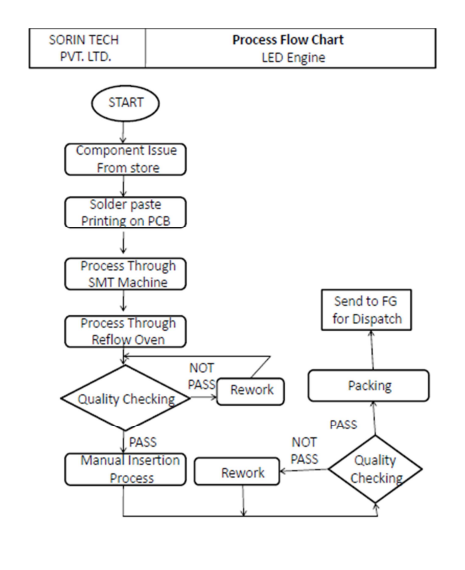 SORIN TECH
PVT. LTD.
Process Flow Chart
LED Engine
START
Component Issue
From store
Solder paste
Printing on PCB
Process Through
SMT Machine
Process Through
Reflow Oven
Quality Checking
NOT
PASS
Rework
PASS
Manual Insertion
Process
Rework
NOT
PASS
Quality
Checking
PASS
Packing
Send to FG
for Dispatch